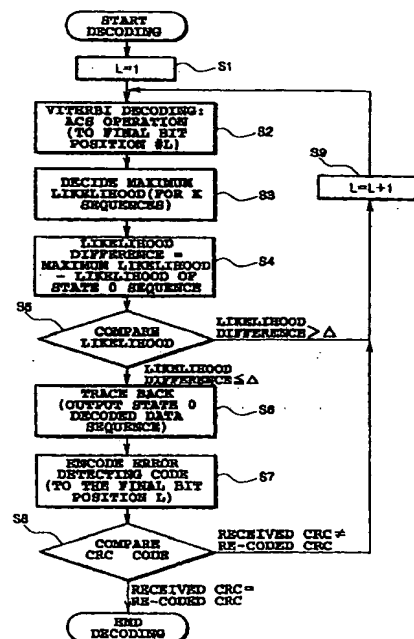 START
DECODING
L=1
S1
VITERBI DECODING:
ACS OPERATION
(TO FINAL BIT
POSITION #L)
S2
S9
L=L+1
DECIDE MAXIMUM
LIKELIHOOD(FOR K
SEQUENCES)
S3
LIKELIHOOD
DIFFERENCE =
MAXIMUM LIKELIHOOD
- LIKELIHOOD OF
STATE 0 SEQUENCE
S4
S5
COMPARE
LIKELIHOOD
LIKELIHOOD
DIFFERENCE > Δ
LIKELIHOOD
DIFFERENCE ≦ Δ
TRACE BACK
(OUTPUT STATE 0
DECODED DATA
SEQUENCE)
S6
ENCODE ERROR
DETECTING CODE
(TO THE FINAL BIT
POSITION L)
S7
S8
COMPARE
CRC CODE
RECEIVED CRC ≠
RE-CODED CRC
RECEIVED CRC =
RE-CODED CRC
END
DECODING